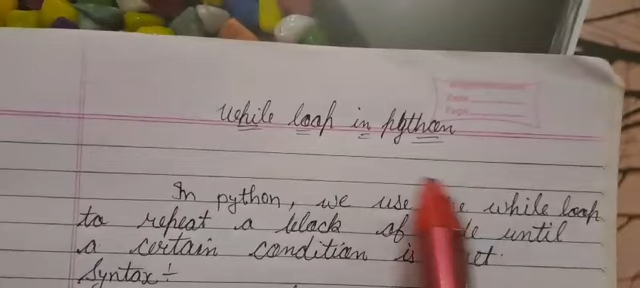 while loop in python
In python, we use while loop
to repeat a block of until
a certain condition is
Syntax:-